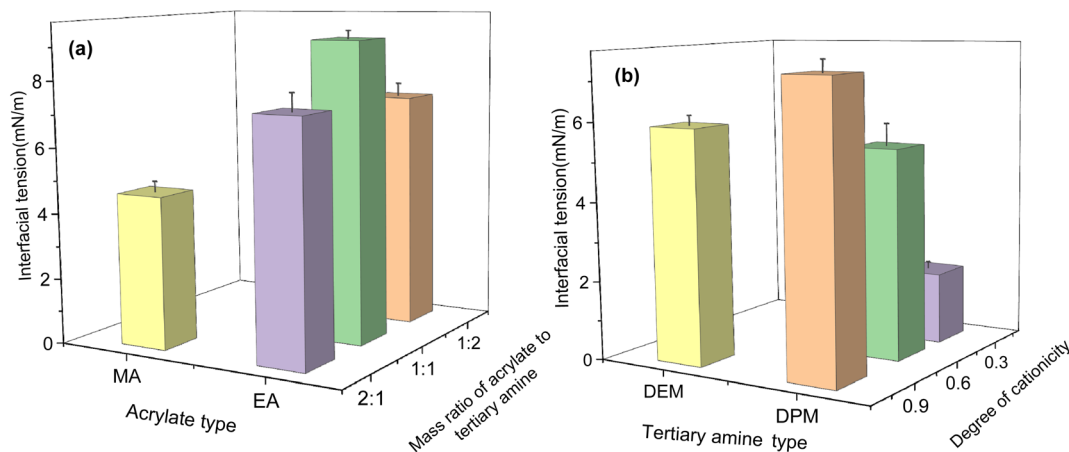 (a)
Interfacial tension(mN/m)
8
6
4
2
0
MA
EA
Acrylate type
2:1
1:1
1:2
Mass ratio of acrylate to
tertiary amine
(b)
Interfacial tension(mN/m)
6
4
2
0
DEM
DPM
Tertiary amine type
0.9
0.6
0.3
Degree of cationicity